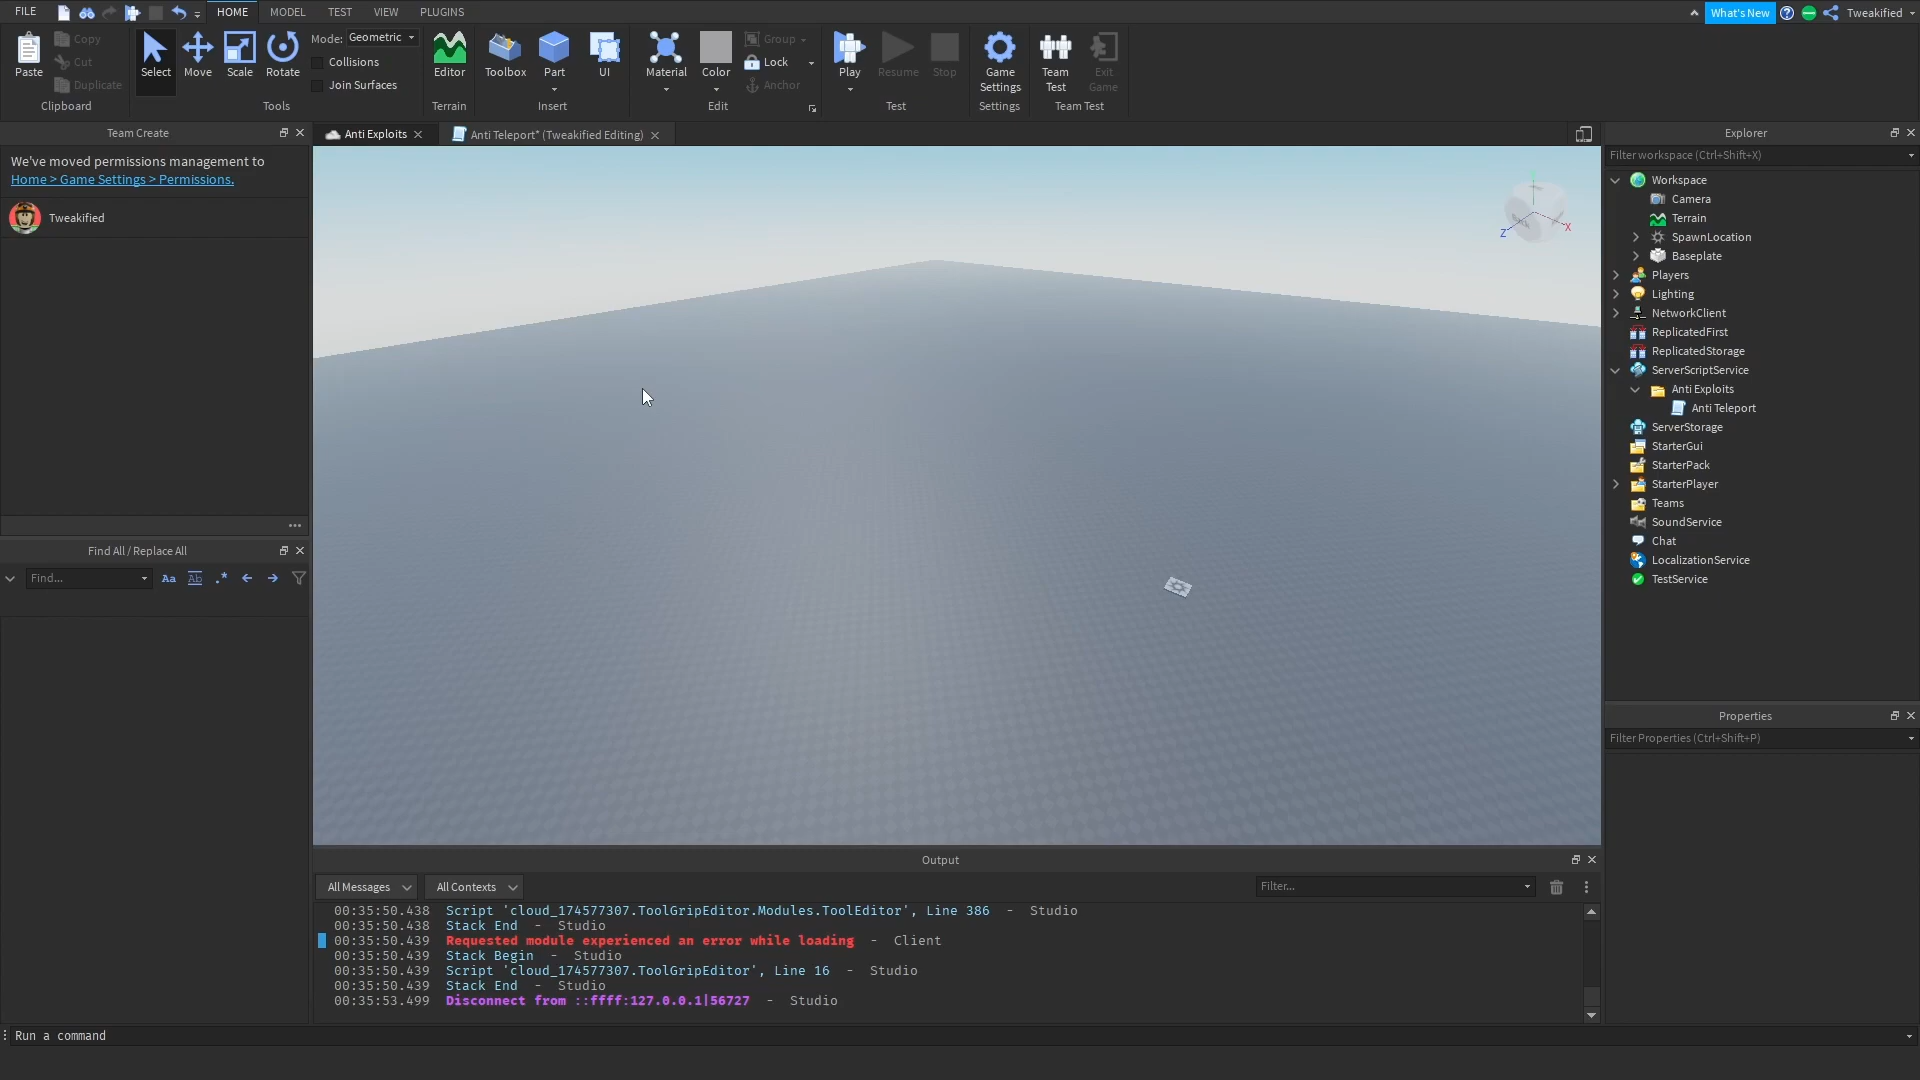 FILE
HOME
MODEL
TEST
VIEW
PLUGINS
What's New
Tweakified
Paste
Copy
Cut
Duplicate
Clipboard
Select
Move
Scale
Rotate
Mode: Geometric
Collisions
Join Surfaces
Tools
Editor
Terrain
Toolbox
Part
UI
Insert
Material
Color
Group
Lock
Anchor
Edit
Play
Resume
Stop
Test
Game
Settings
Settings
Team
Test
Exit
Game
Team Test
Team Create
We've moved permissions management to
Home > Game Settings > Permissions.
Tweakified
Find All / Replace All
Find...
Aa
Ab
.*
Anti Exploits
Anti Teleport* (Tweakified Editing)
Y
X
Z
Output
All Messages
All Contexts
Filter...
00:35:50.438 Script 'cloud_174577307.ToolGripEditor.Modules.ToolEditor', Line 386 - Studio
00:35:50.438 Stack End - Studio
00:35:50.439 Requested module experienced an error while loading - Client
00:35:50.439 Stack Begin - Studio
00:35:50.439 Script 'cloud_174577307.ToolGripEditor', Line 16 - Studio
00:35:50.439 Stack End - Studio
00:35:53.499 Disconnect from ::ffff:127.0.0.1|56727 - Studio
Explorer
Filter workspace (Ctrl+Shift+X)
Workspace
Camera
Terrain
SpawnLocation
Baseplate
Players
Lighting
NetworkClient
ReplicatedFirst
ReplicatedStorage
ServerScriptService
Anti Exploits
Anti Teleport
ServerStorage
StarterGui
StarterPack
StarterPlayer
Teams
SoundService
Chat
LocalizationService
TestService
Properties
Filter Properties (Ctrl+Shift+P)
Run a command